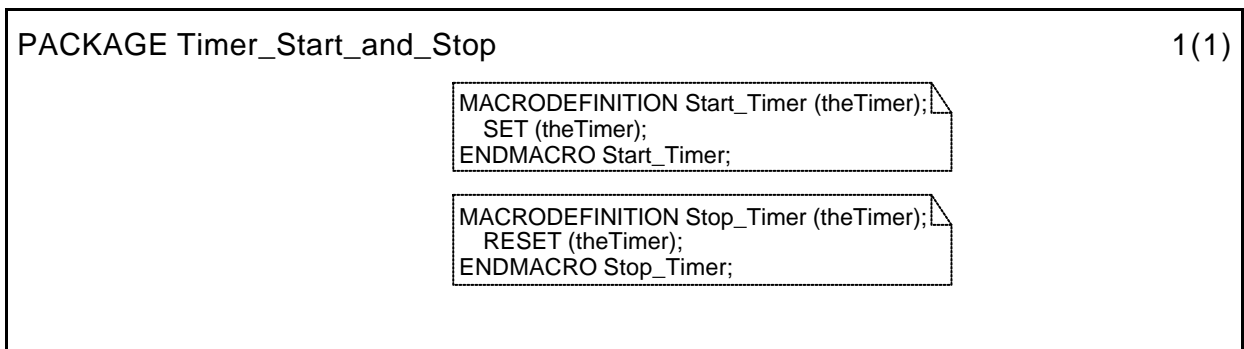 PACKAGE Timer_Start_and_Stop 1(1)
MACRODEFINITION Start_Timer (theTimer);
SET (theTimer);
ENDMACRO Start_Timer;
MACRODEFINITION Stop_Timer (theTimer);
RESET (theTimer);
ENDMACRO Stop_Timer;